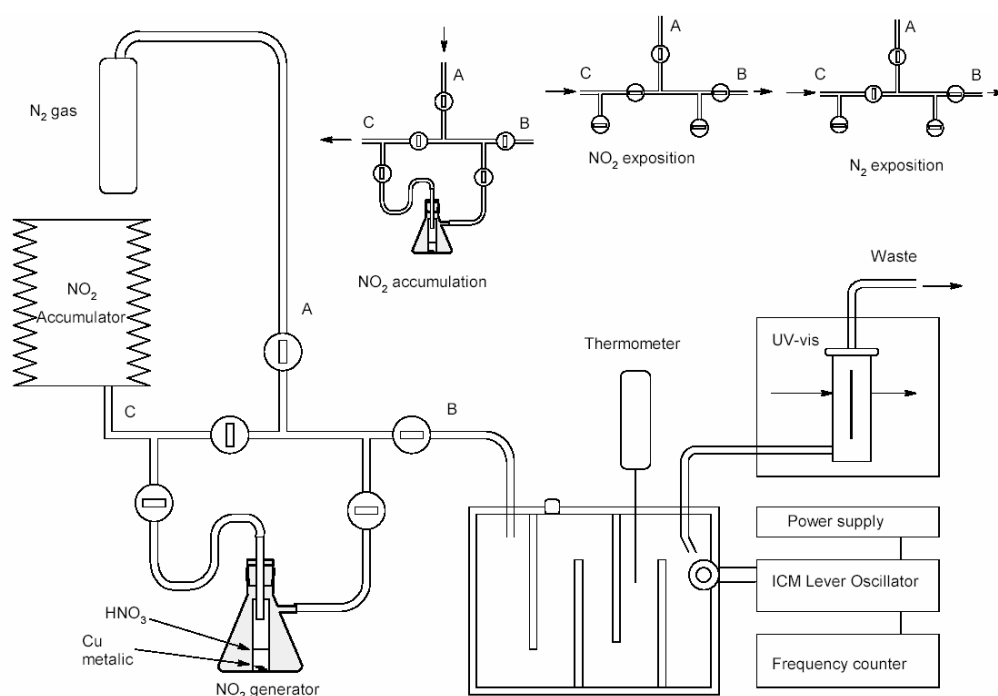 N2 gas
NO2
Accumulator
A
C
B
HNO3
Cu
metalic
NO2 generator
A
C
B
NO2 accumulation
A
C
B
NO2 exposition
A
C
B
N2 exposition
Thermometer
Waste
UV-vis
Power supply
ICM Lever Oscillator
Frequency counter